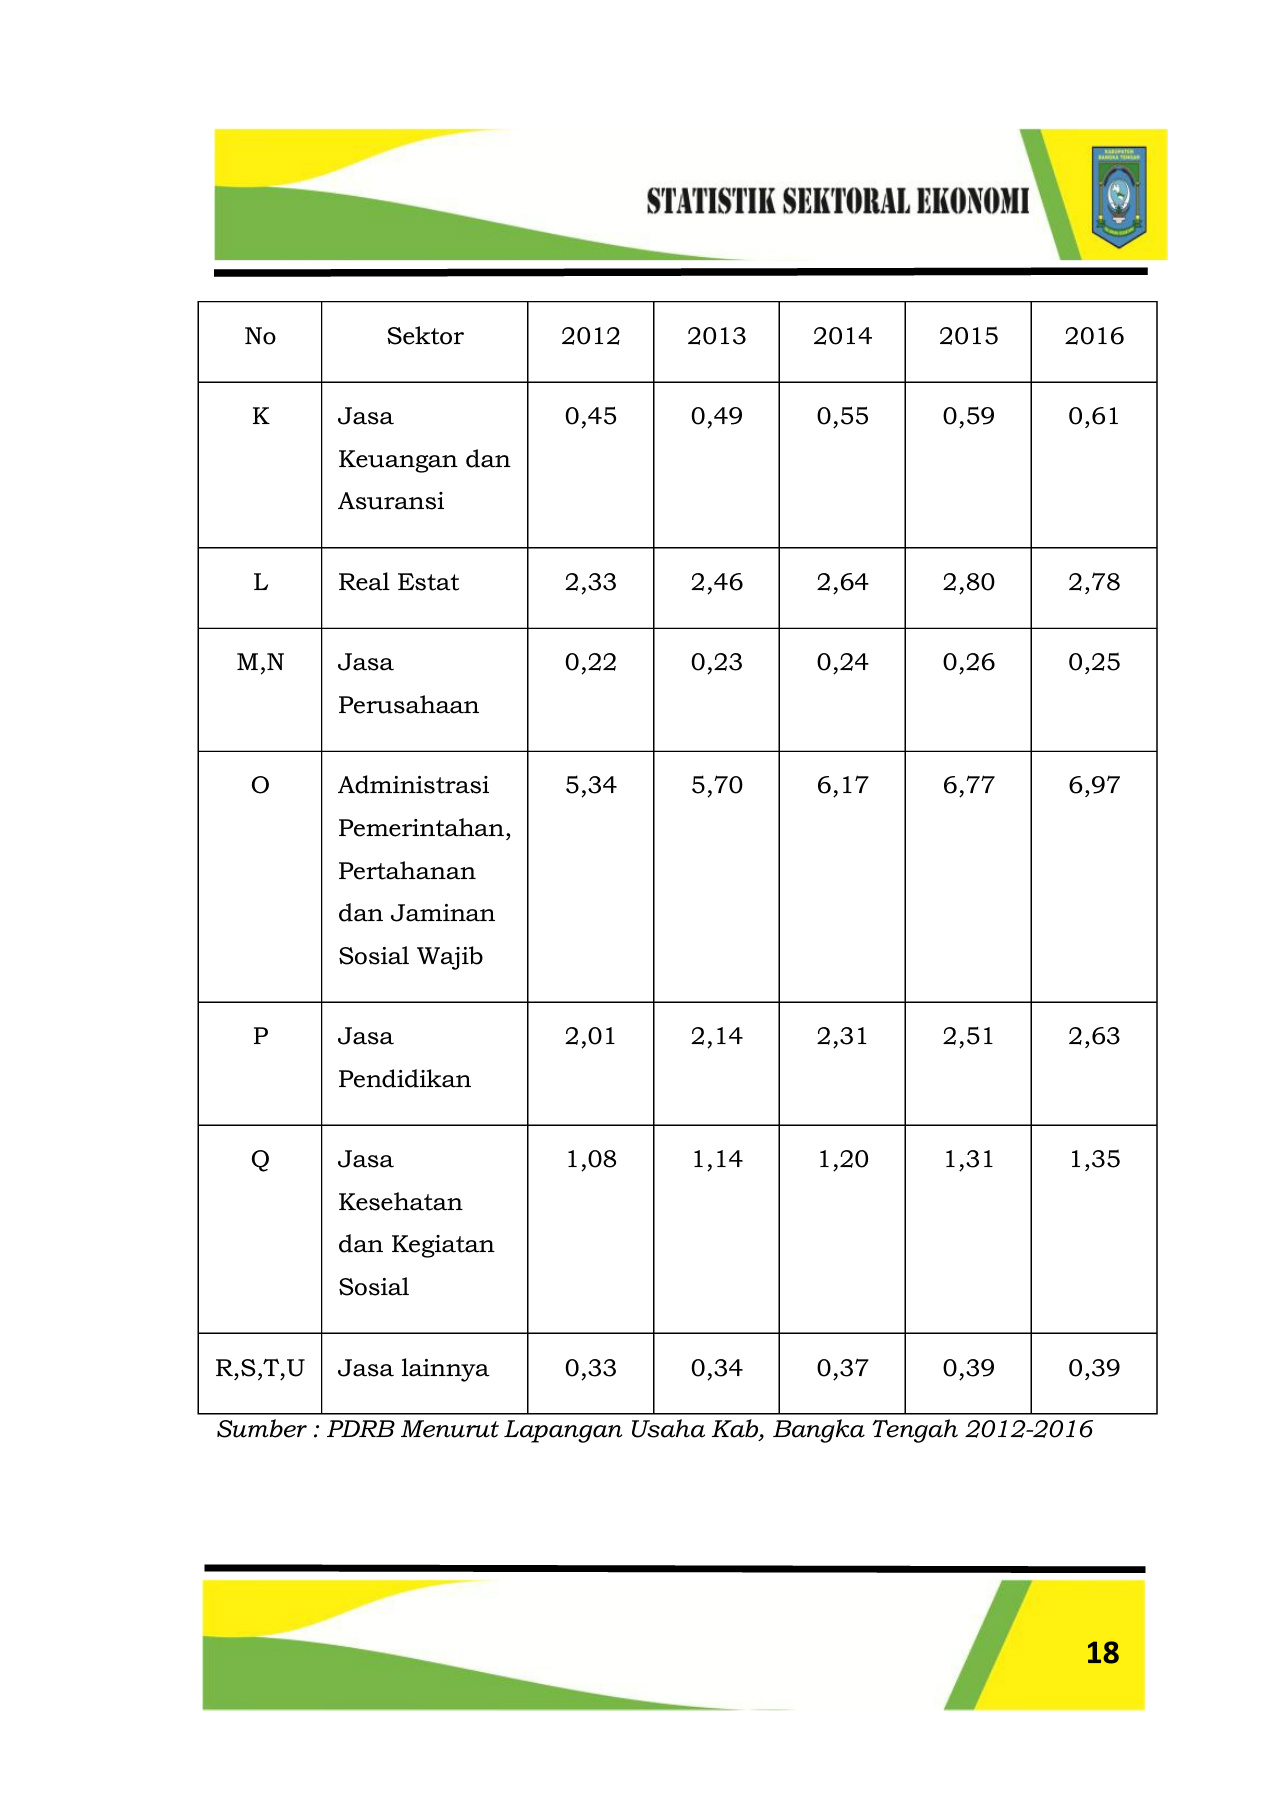 KABUPATEN
BANGKA TENGAH
STATISTIK SEKTORAL EKONOMI
No Sektor 2012 2013 2014 2015 2016
K Jasa 0,45 0,49 0,55 0,59 0,61
Keuangan dan
Asuransi
L Real Estat 2,33 2,46 2,64 2,80 2,78
M,N Jasa 0,22 0,23 0,24 0,26 0,25
Perusahaan
O Administrasi 5,34 5,70 6,17 6,77 6,97
Pemerintahan,
Pertahanan
dan Jaminan
Sosial Wajib
P Jasa 2,01 2,14 2,31 2,51 2,63
Pendidikan
Q Jasa 1,08 1,14 1,20 1,31 1,35
Kesehatan
dan Kegiatan
Sosial
R,S,T,U Jasa lainnya 0,33 0,34 0,37 0,39 0,39
Sumber : PDRB Menurut Lapangan Usaha Kab, Bangka Tengah 2012-2016
18